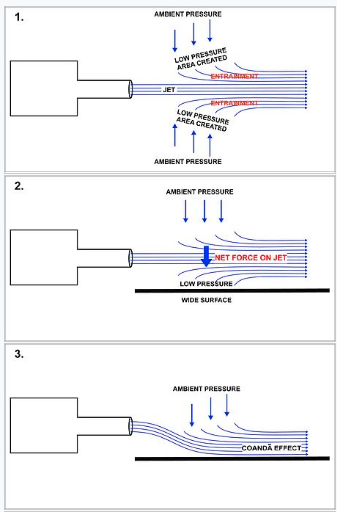 1.
AMBIENT PRESSURE
LOW PRESSURE
AREA CREATED
ENTRAINMENT
JET
ENTRAINMENT
LOW PRESSURE
AREA CREATED
AMBIENT PRESSURE
2.
AMBIENT PRESSURE
NET FORCE ON JET
LOW PRESSURE
WIDE SURFACE
3.
AMBIENT PRESSURE
COANDĂ EFFECT